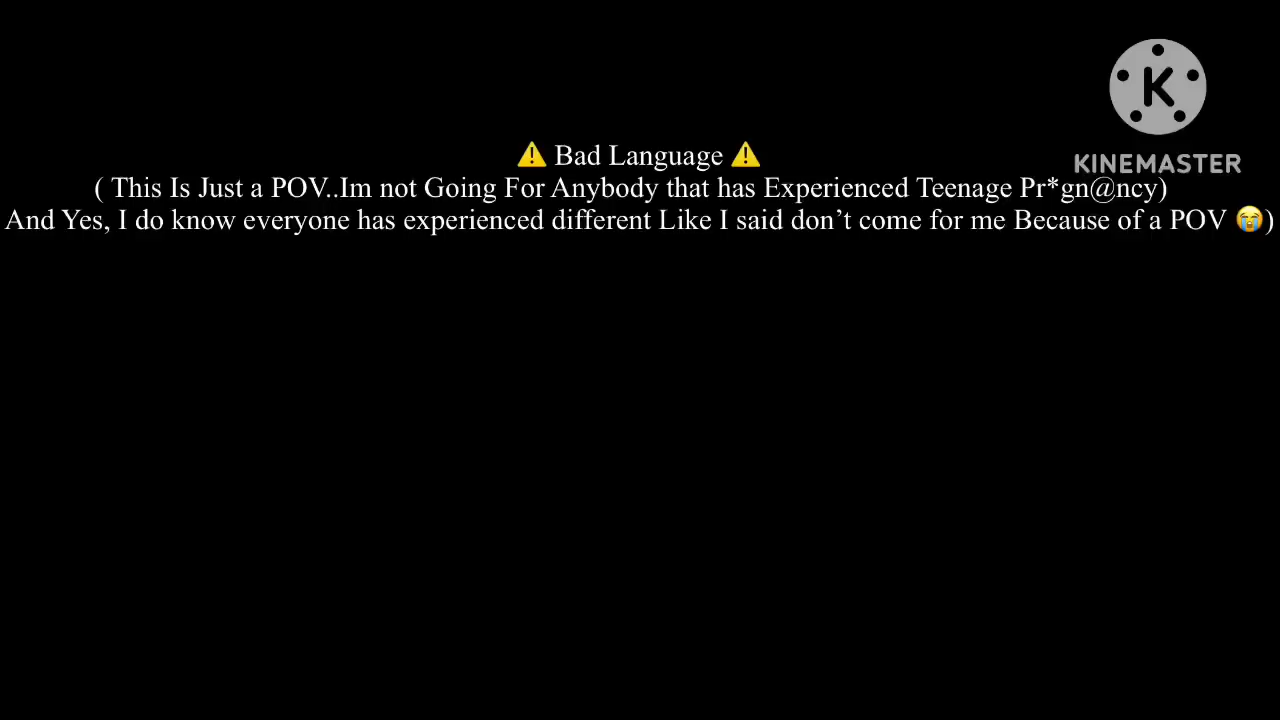 ⚠️ Bad Language ⚠️
( This Is Just a POV..Im not Going For Anybody that has Experienced Teenage Pr*gn@ncy)
And Yes, I do know everyone has experienced different Like I said don’t come for me Because of a POV 😭)
K
KINEMASTER